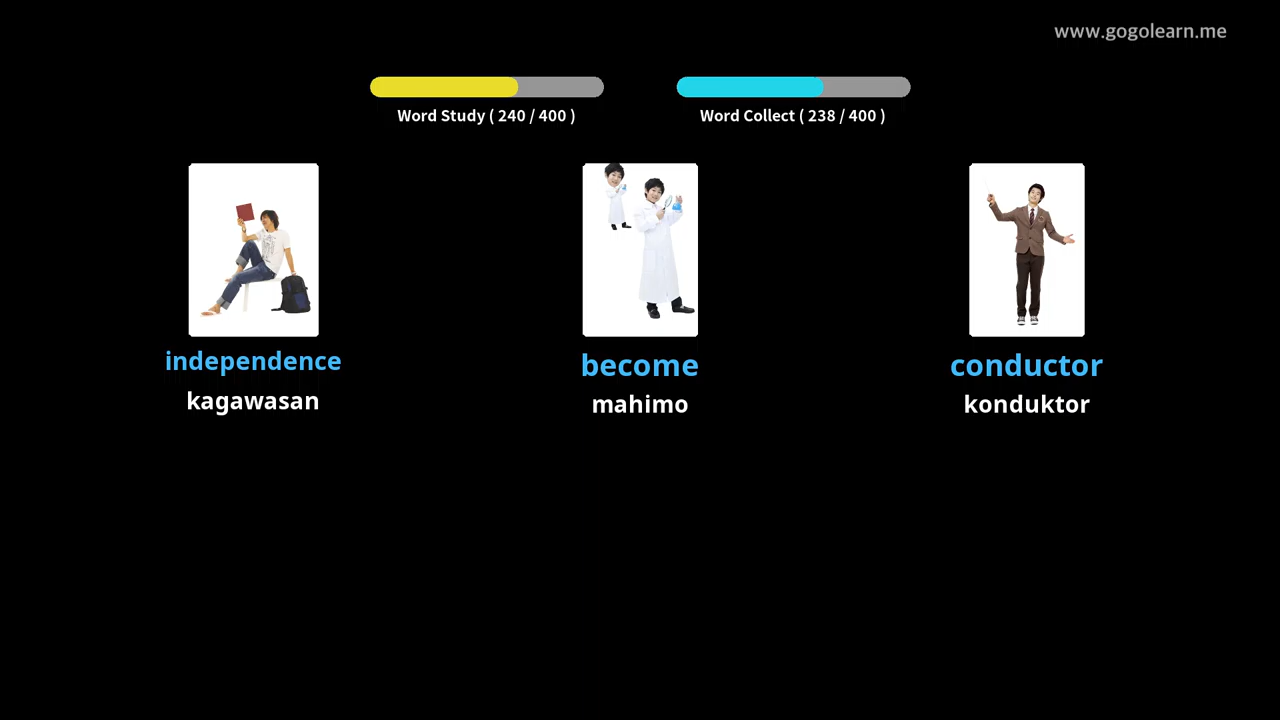 www.gogolearn.me
Word Study ( 240 / 400 )
Word Collect ( 238 / 400 )
independence
kagawasan
become
mahimo
conductor
konduktor